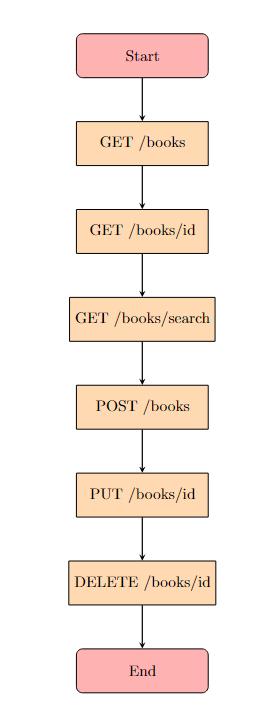 Start
GET /books
GET /books/id
GET /books/search
POST /books
PUT /books/id
DELETE /books/id
End